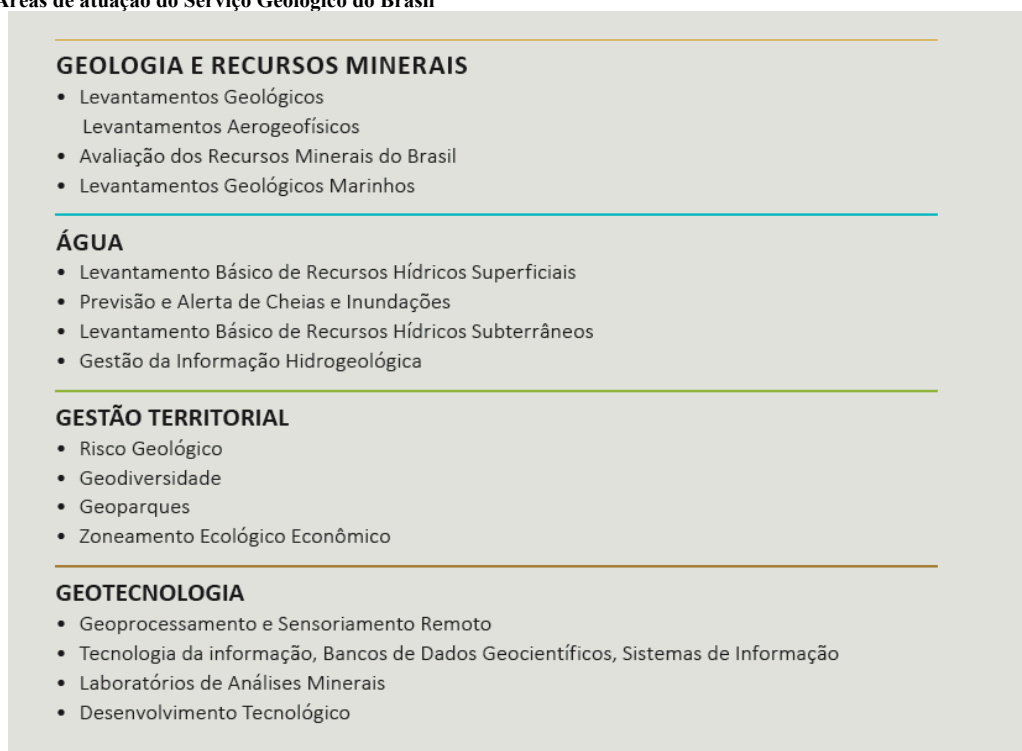 Áreas de atuação do Serviço Geológico do Brasil
GEOLOGIA E RECURSOS MINERAIS
• Levantamentos Geológicos
Levantamentos Aerogeofísicos
• Avaliação dos Recursos Minerais do Brasil
• Levantamentos Geológicos Marinhos
ÁGUA
• Levantamento Básico de Recursos Hídricos Superficiais
• Previsão e Alerta de Cheias e Inundações
• Levantamento Básico de Recursos Hídricos Subterrâneos
• Gestão da Informação Hidrogeológica
GESTÃO TERRITORIAL
• Risco Geológico
• Geodiversidade
• Geoparques
• Zoneamento Ecológico Econômico
GEOTECNOLOGIA
• Geoprocessamento e Sensoriamento Remoto
• Tecnologia da informação, Bancos de Dados Geocientíficos, Sistemas de Informação
• Laboratórios de Análises Minerais
• Desenvolvimento Tecnológico